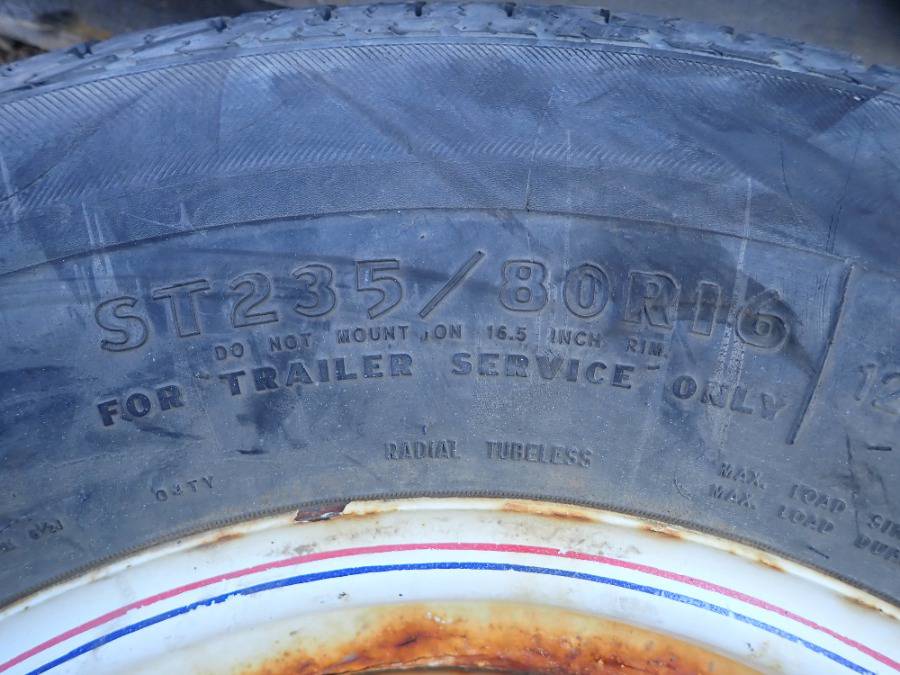 ST235/80R16
DO NOT MOUNT ON 16.5 INCH RIM.
FOR "TRAILER SERVICE" ONLY
RADIAL TUBELESS
MAX. LOAD
MAX. LOAD
12